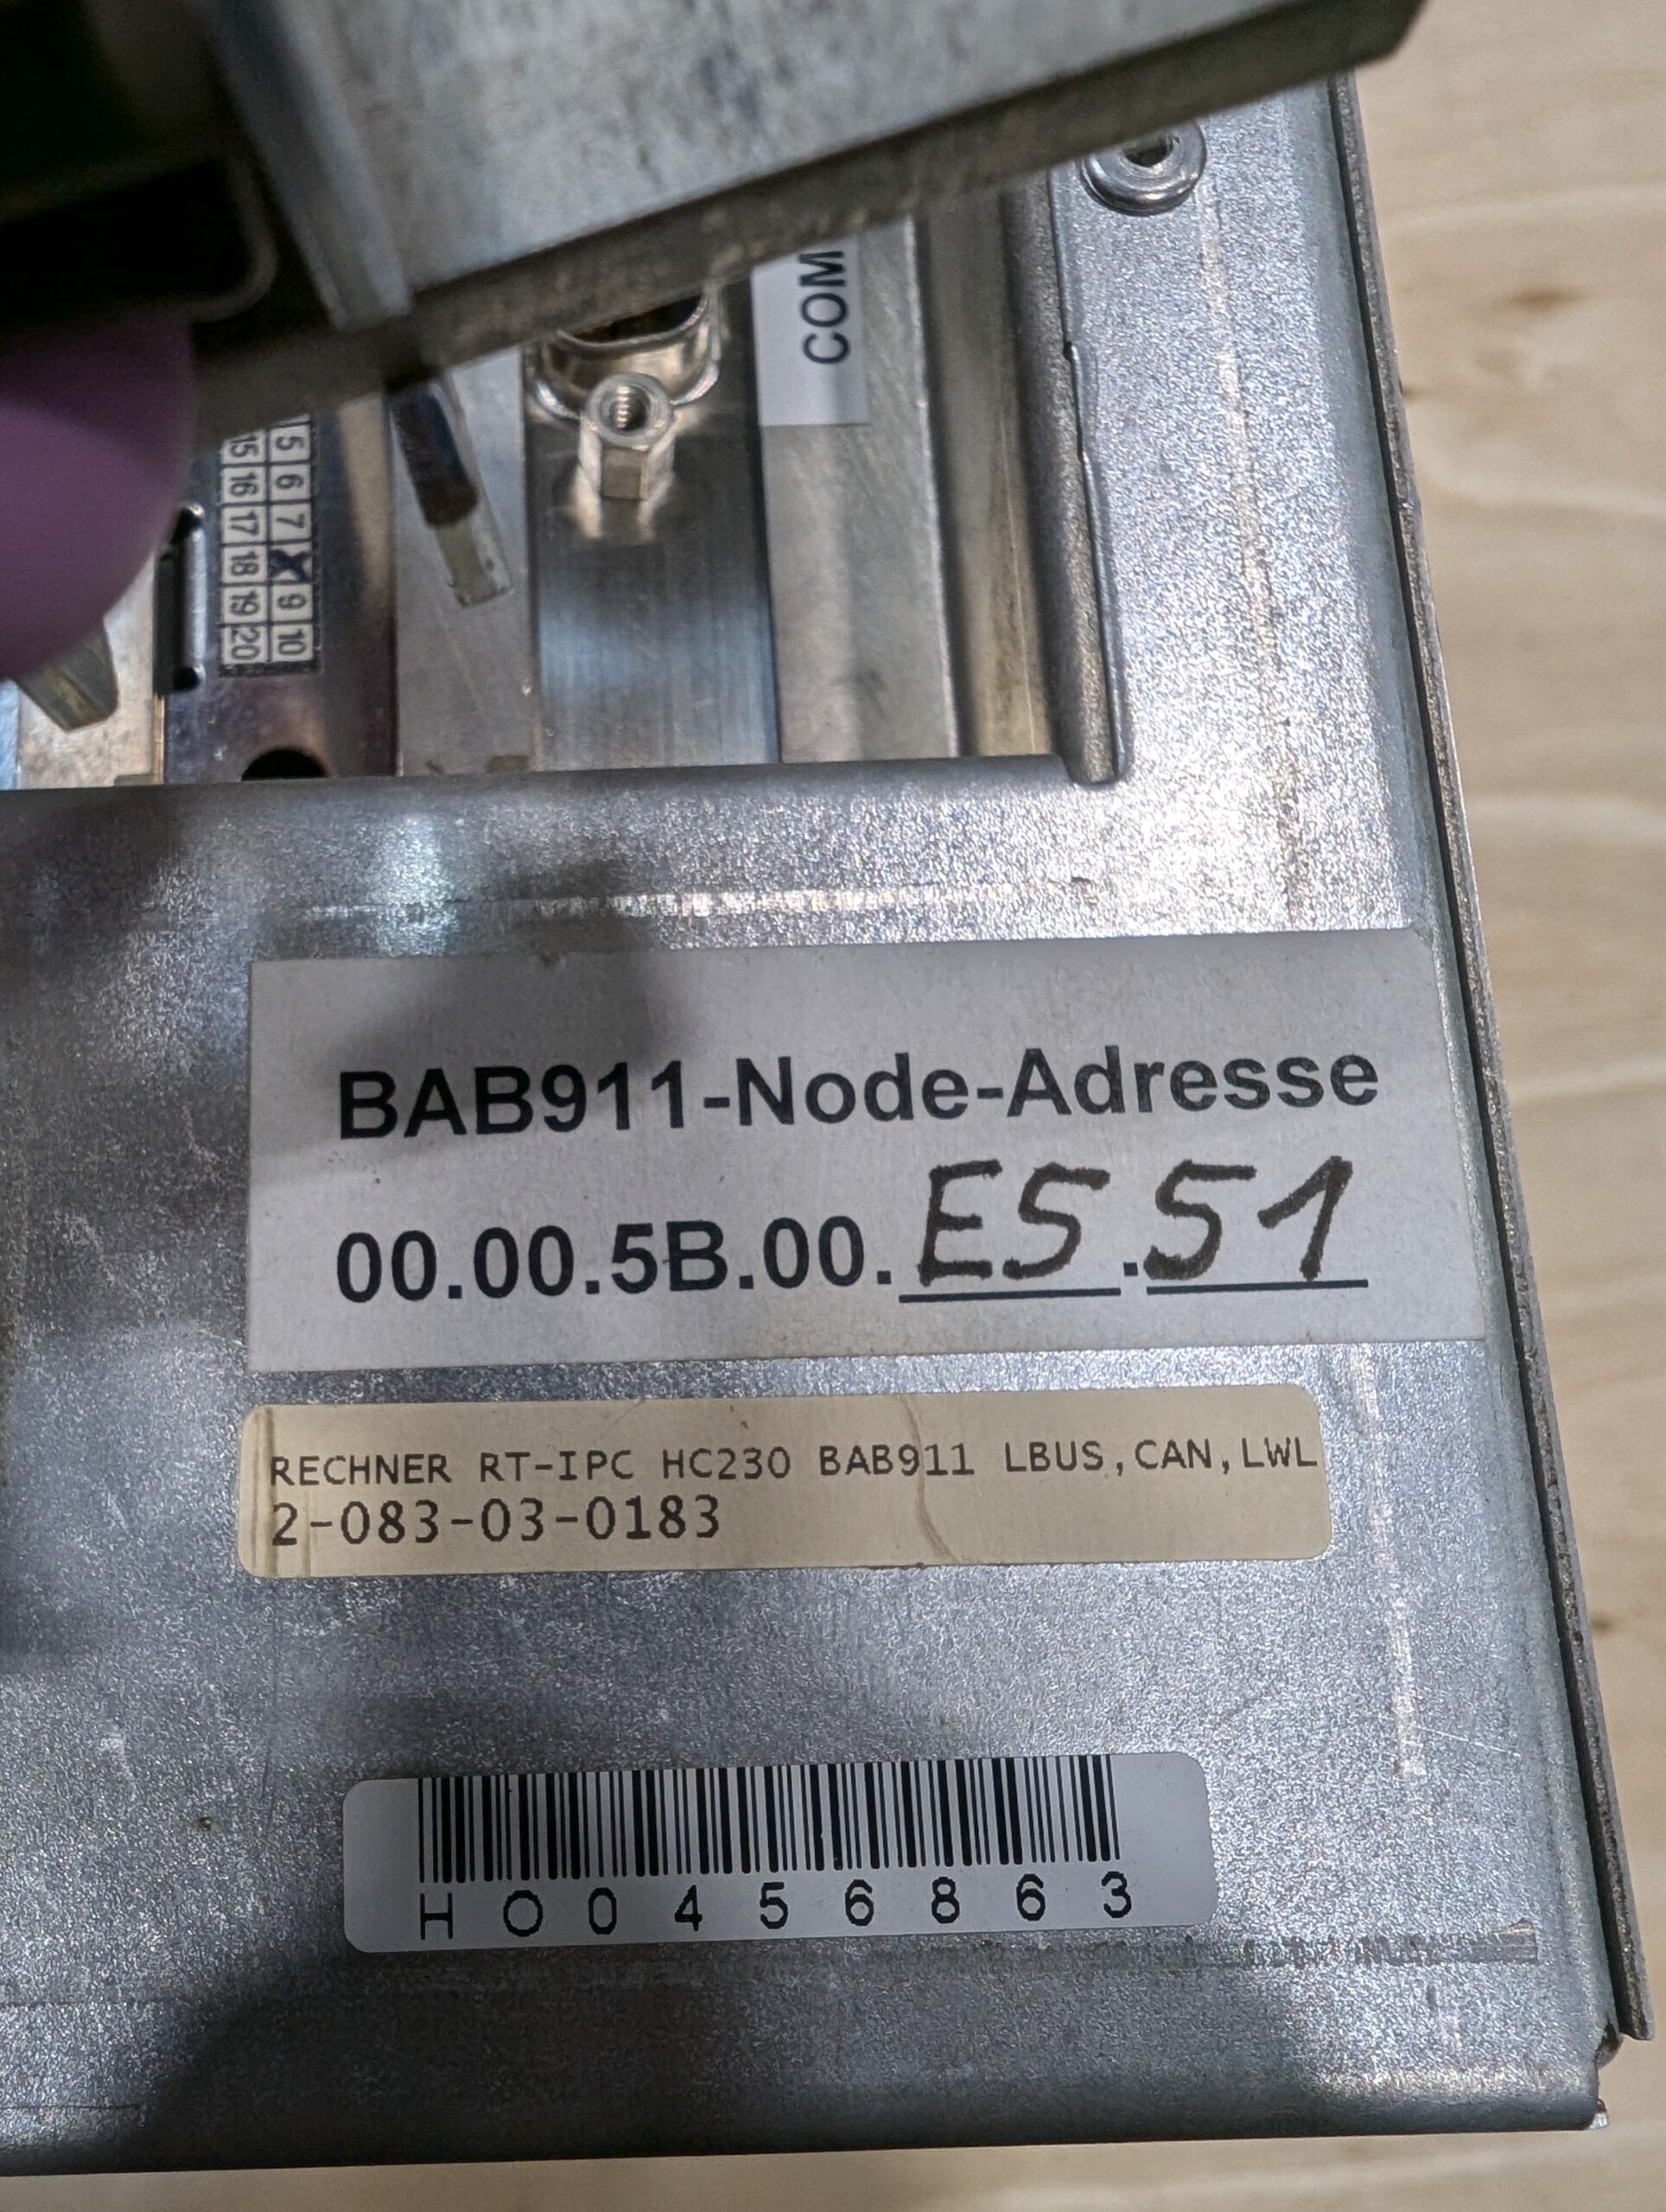 COM
5 6 7 X 9 10
15 16 17 18 19 20
BAB911-Node-Adresse
00.00.5B.00.E5.51
RECHNER RT-IPC HC230 BAB911 LBUS,CAN,LWL
2-083-03-0183
HO0456863